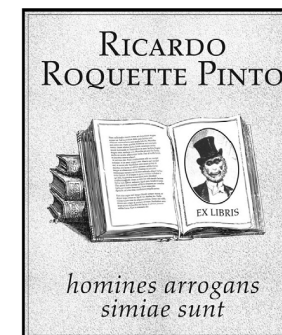 RICARDO
ROQUETTE PINTO
EX LIBRIS
homines arrogans
simiae sunt